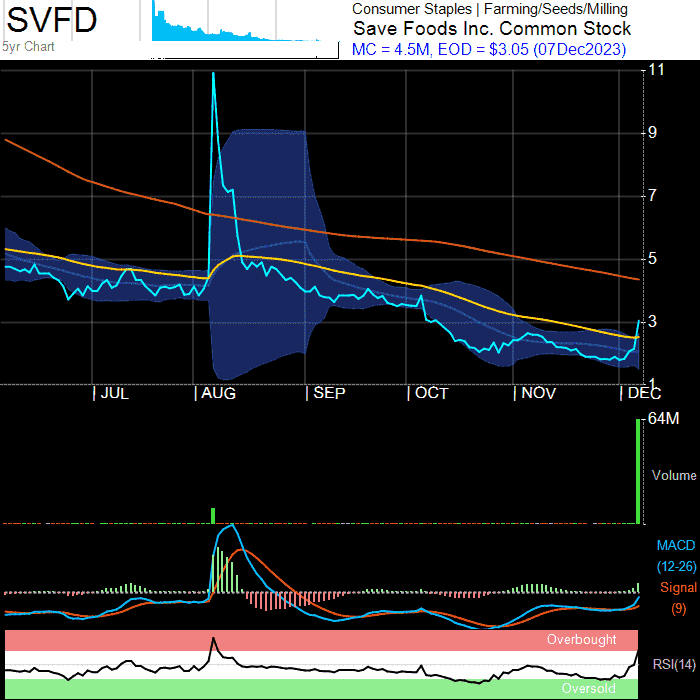 SVFD
5yr Chart
Consumer Staples | Farming/Seeds/Milling
Save Foods Inc. Common Stock
MC = 4.5M, EOD = $3.05 (07Dec2023)
11
9
7
5
3
1
JUL
AUG
SEP
OCT
NOV
DEC
64M
Volume
MACD
(12-26)
Signal
(9)
Overbought
RSI(14)
Oversold